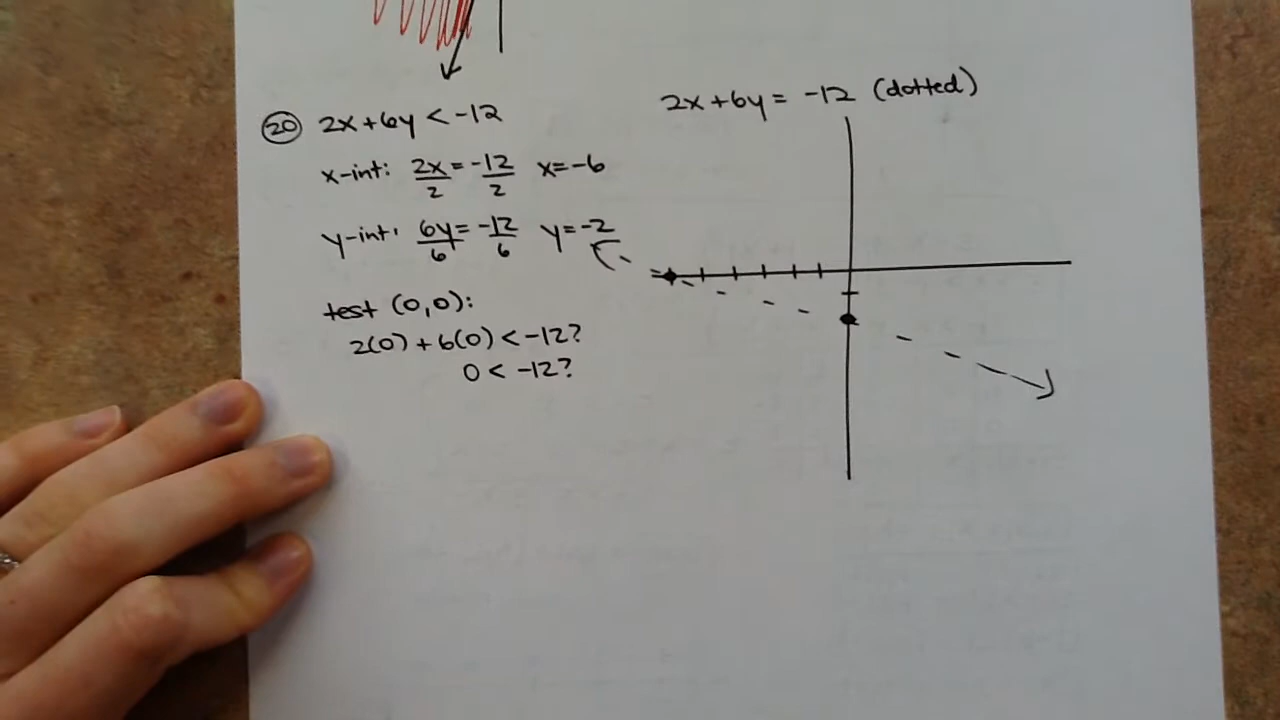 20 2x+6y < -12
x-int: 2x/2 = -12/2 x=-6
y-int: 6y/6 = -12/6 y=-2
test (0,0):
2(0) + 6(0) < -12?
0 < -12?
2x+6y = -12 (dotted)